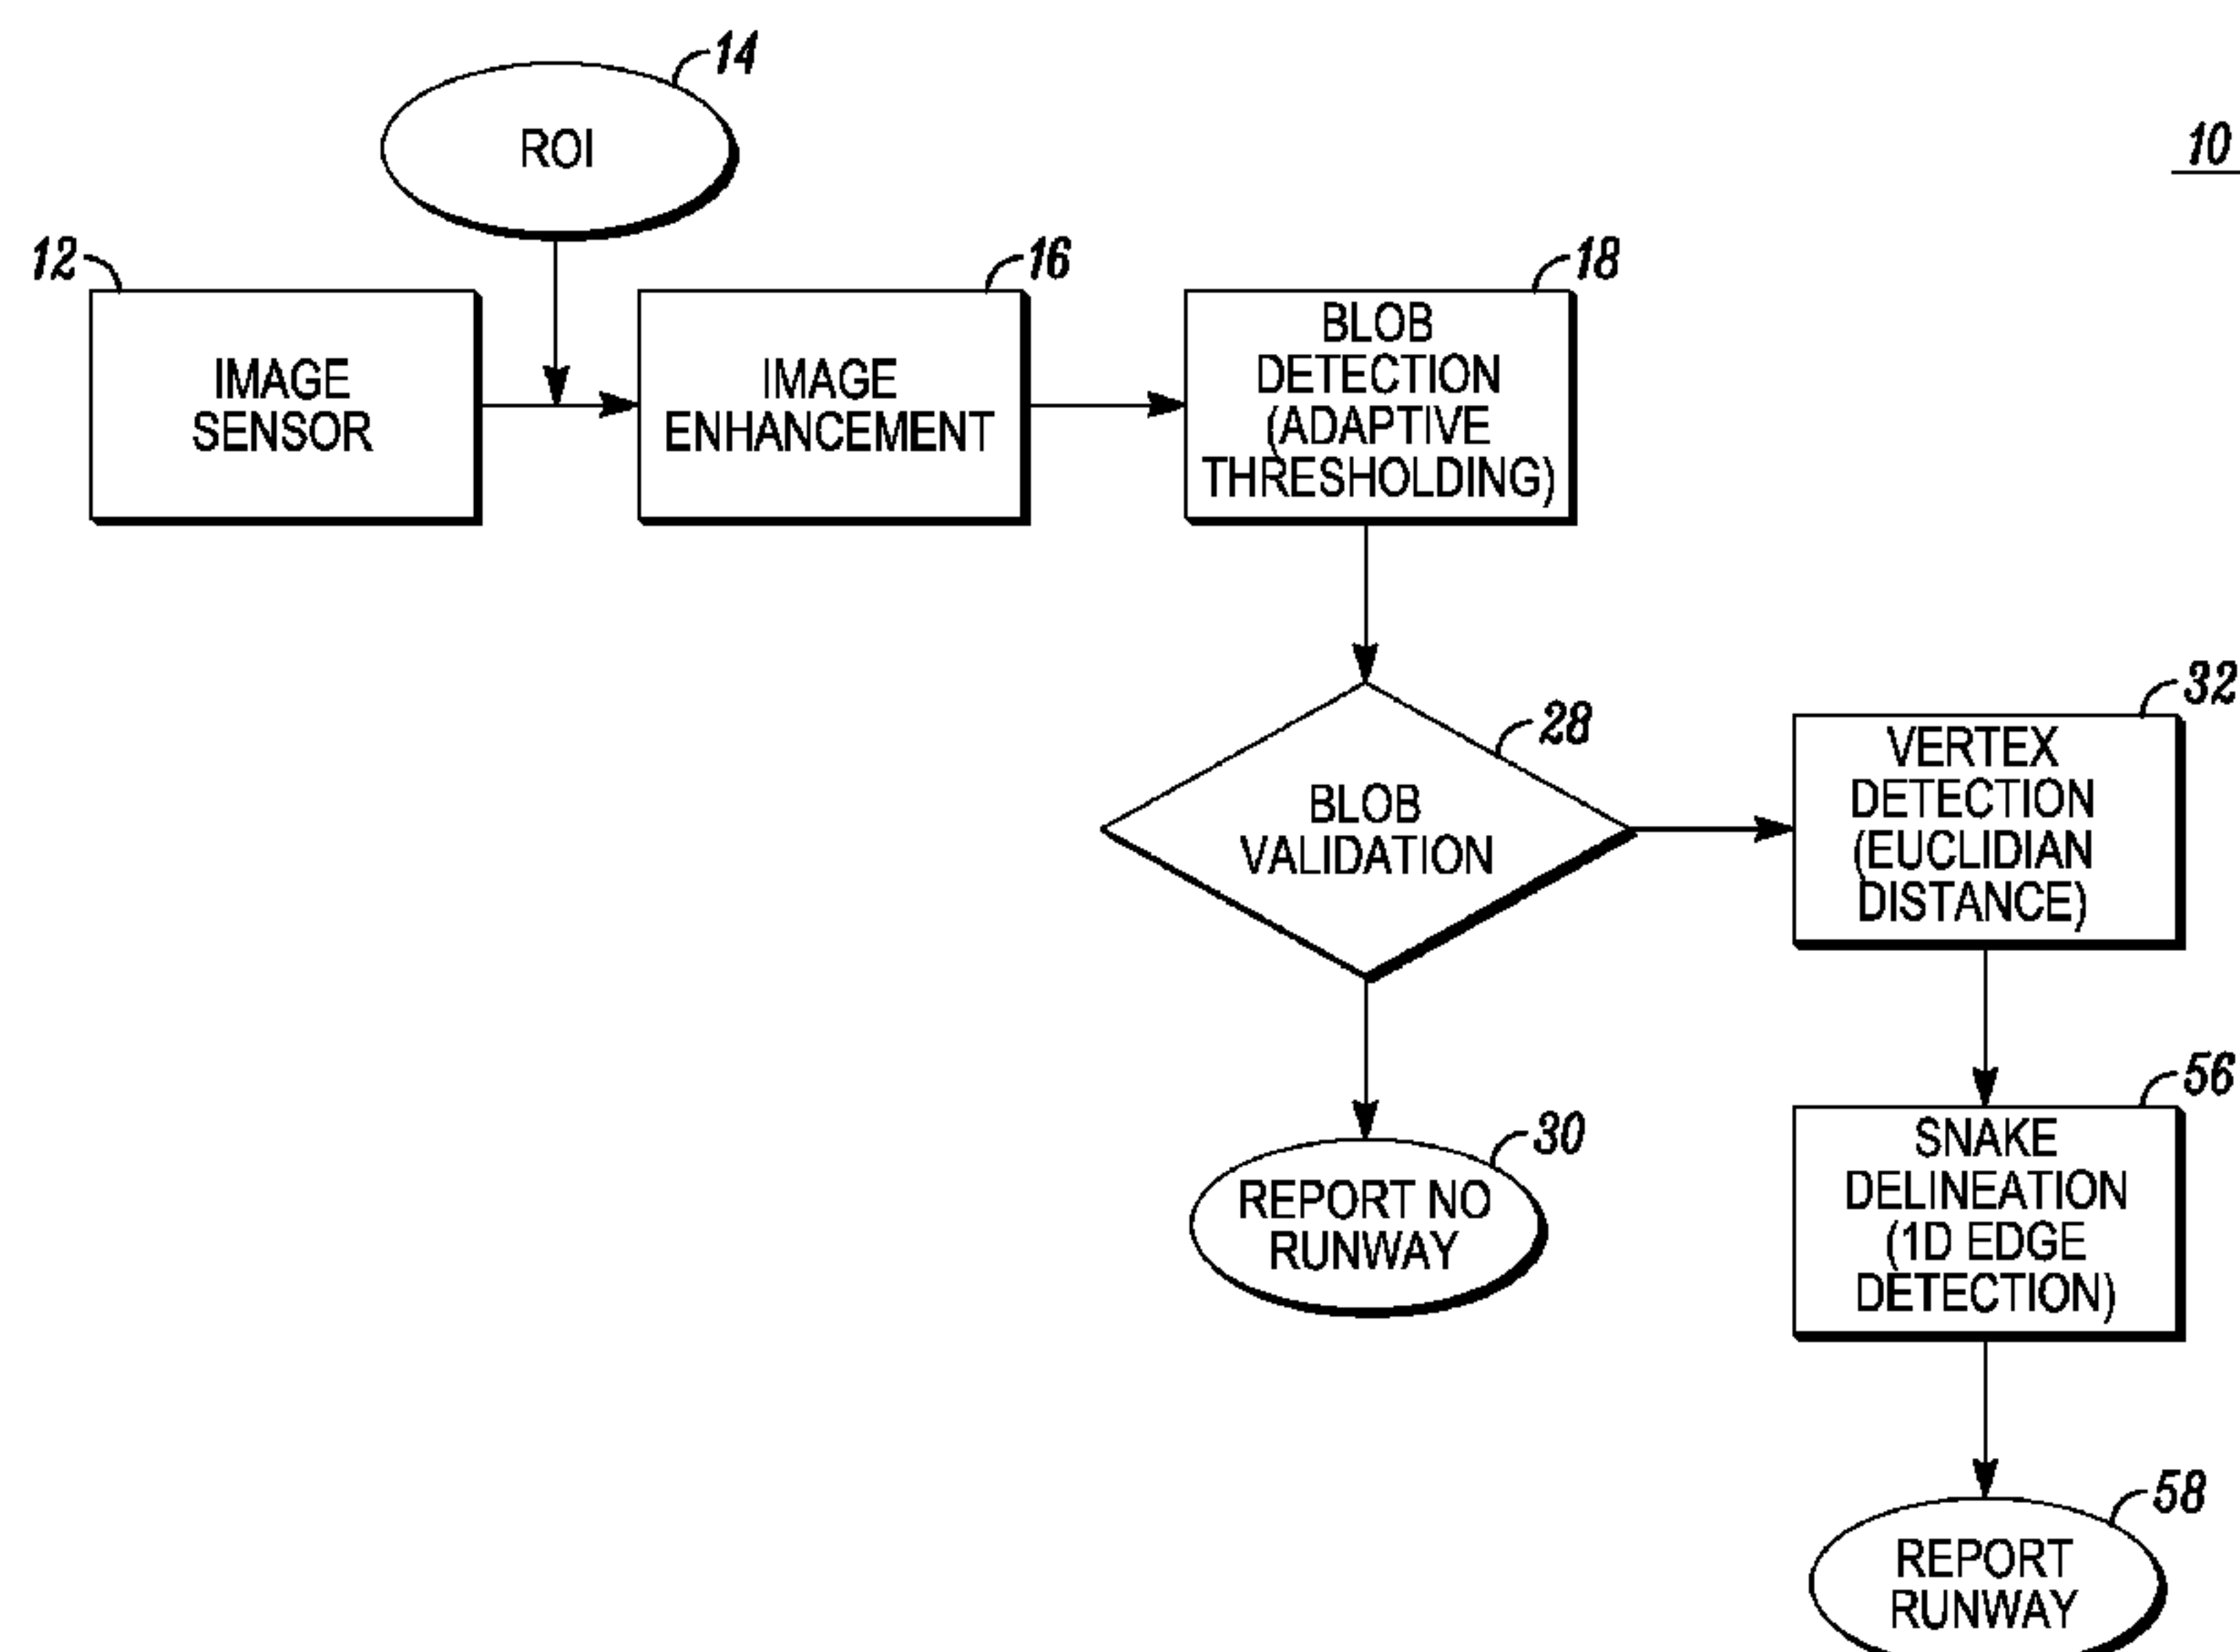 14
ROI
10
12
IMAGE
SENSOR
16
IMAGE
ENHANCEMENT
18
BLOB
DETECTION
(ADAPTIVE
THRESHOLDING)
28
BLOB
VALIDATION
32
VERTEX
DETECTION
(EUCLIDIAN
DISTANCE)
30
REPORT NO
RUNWAY
56
SNAKE
DELINEATION
(1D EDGE
DETECTION)
58
REPORT
RUNWAY